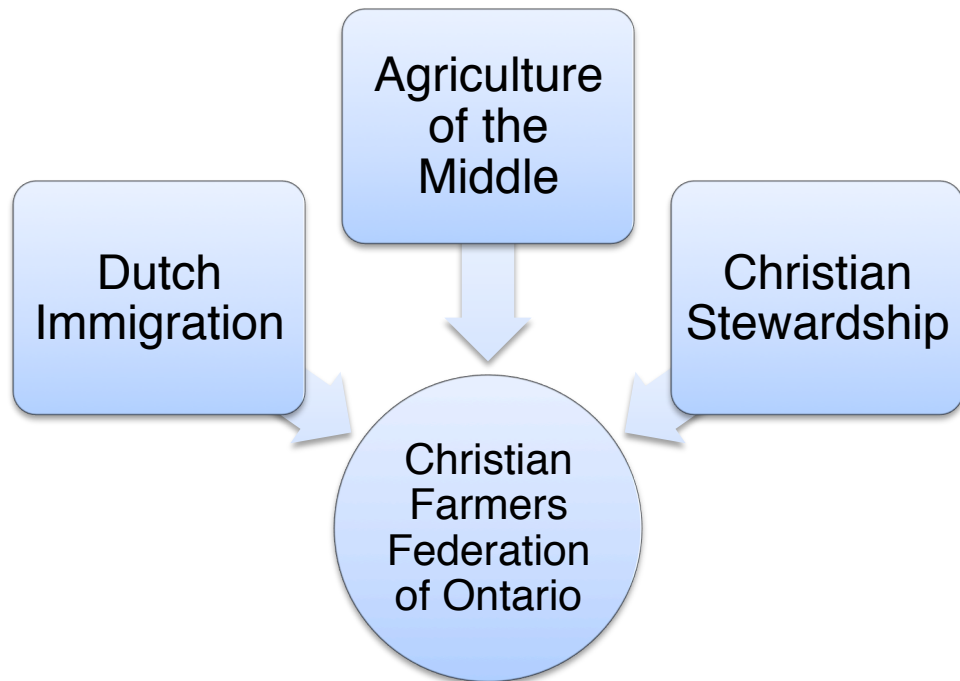 Agriculture
of the
Middle
Dutch
Immigration
Christian
Stewardship
Christian
Farmers
Federation
of Ontario